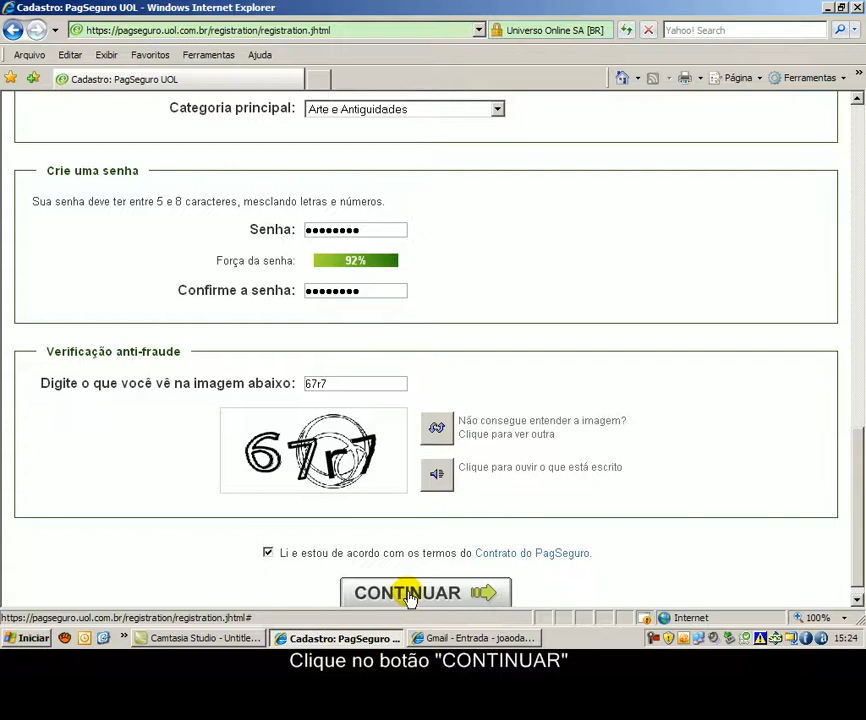 Cadastro: PagSeguro UOL - Windows Internet Explorer
https://pagseguro.uol.com.br/registration/registration.jhtml
Universo Online SA [BR]
Yahoo! Search
Arquivo Editar Exibir Favoritos Ferramentas Ajuda
Cadastro: PagSeguro UOL
Página
Ferramentas
»
Categoria principal: Arte e Antiguidades
Crie uma senha
Sua senha deve ter entre 5 e 8 caracteres, mesclando letras e números.
Senha: ●●●●●●●●
Força da senha: 92%
Confirme a senha: ●●●●●●●●
Verificação anti-fraude
Digite o que você vê na imagem abaixo: 67r7
67r7
Não consegue entender a imagem?
Clique para ver outra
Clique para ouvir o que está escrito
Li e estou de acordo com os termos do Contrato do PagSeguro.
CONTINUAR
https://pagseguro.uol.com.br/registration/registration.jhtml#
Internet
100%
Iniciar
»
Camtasia Studio - Untitle...
Cadastro: PagSeguro ...
Gmail - Entrada - joaoda...
15:24
Clique no botão "CONTINUAR"